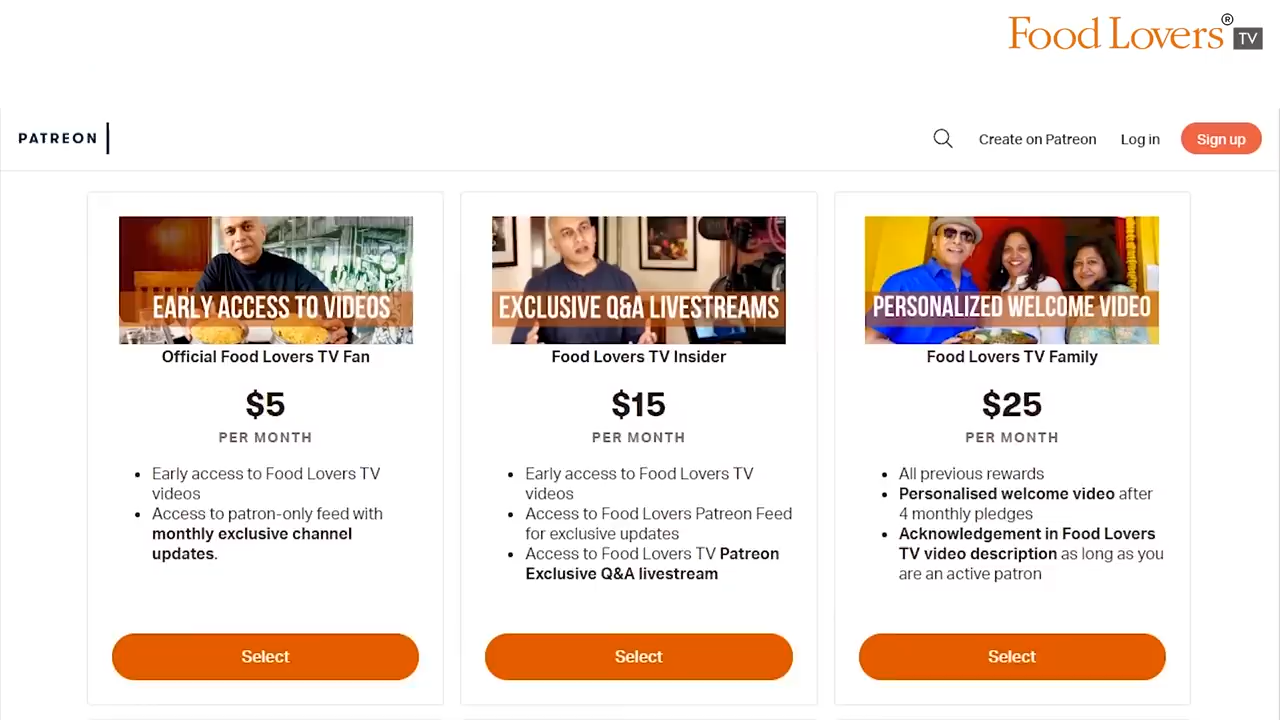 Food Lovers®
TV
PATREON
Create on Patreon
Log in
Sign up
EARLY ACCESS TO VIDEOS
Official Food Lovers TV Fan
$5
PER MONTH
• Early access to Food Lovers TV
videos
• Access to patron-only feed with
monthly exclusive channel
updates.
Select
EXCLUSIVE Q&A LIVESTREAMS
Food Lovers TV Insider
$15
PER MONTH
• Early access to Food Lovers TV
videos
• Access to Food Lovers Patreon Feed
for exclusive updates
• Access to Food Lovers TV Patreon
Exclusive Q&A livestream
Select
PERSONALIZED WELCOME VIDEO
Food Lovers TV Family
$25
PER MONTH
• All previous rewards
• Personalised welcome video after
4 monthly pledges
• Acknowledgement in Food Lovers
TV video description as long as you
are an active patron
Select